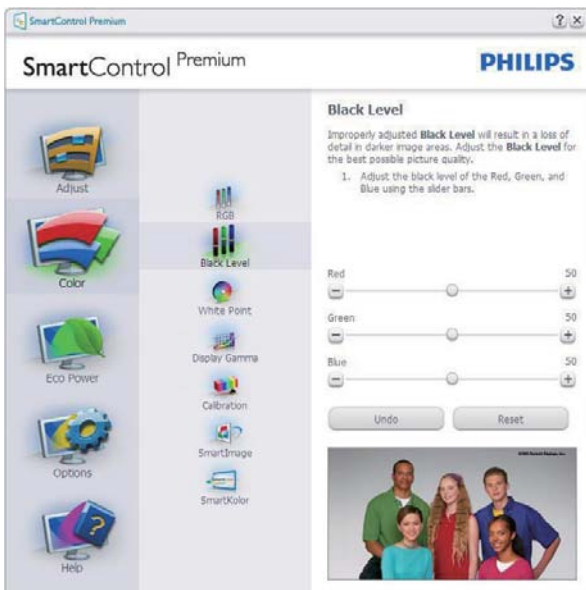 SmartControl Premium
SmartControl Premium
PHILIPS
Adjust
Color
Eco Power
Options
Help
RGB
Black Level
White Point
Display Gamma
Calibration
SmartImage
SmartKolor
Black Level
Improperly adjusted Black Level will result in a loss of
detail in darker image areas. Adjust the Black Level for
the best possible picture quality.
1. Adjust the black level of the Red, Green, and
Blue using the slider bars.
Red 50
Green 50
Blue 50
Undo Reset